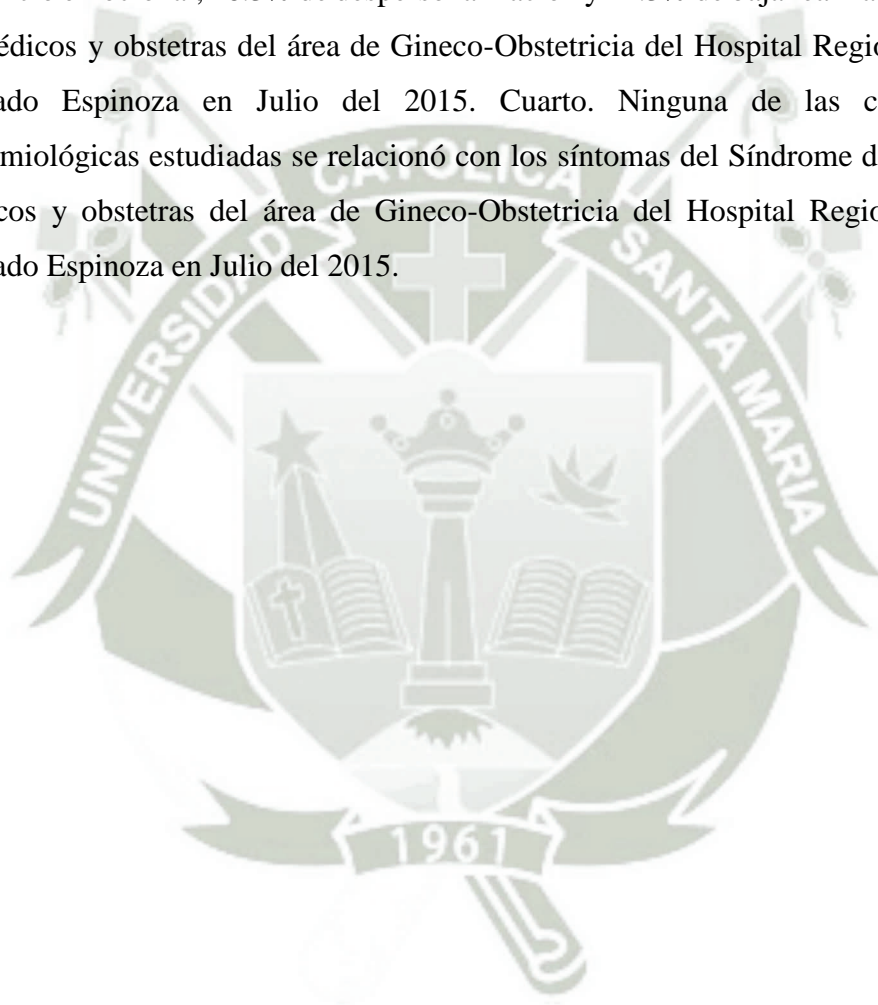 y
édicos y obstetras del área de Gineco-Obstetricia del Hospital Regio
ado Espinoza en Julio del 2015. Cuarto. Ninguna de las c
miológicas estudiadas se relacionó con los síntomas del Síndrome d
cos y obstetras del área de Gineco-Obstetricia del Hospital Regio
ado Espinoza en Julio del 2015.
UNIVERSIDAD CATOLICA SANTA MARIA
1961